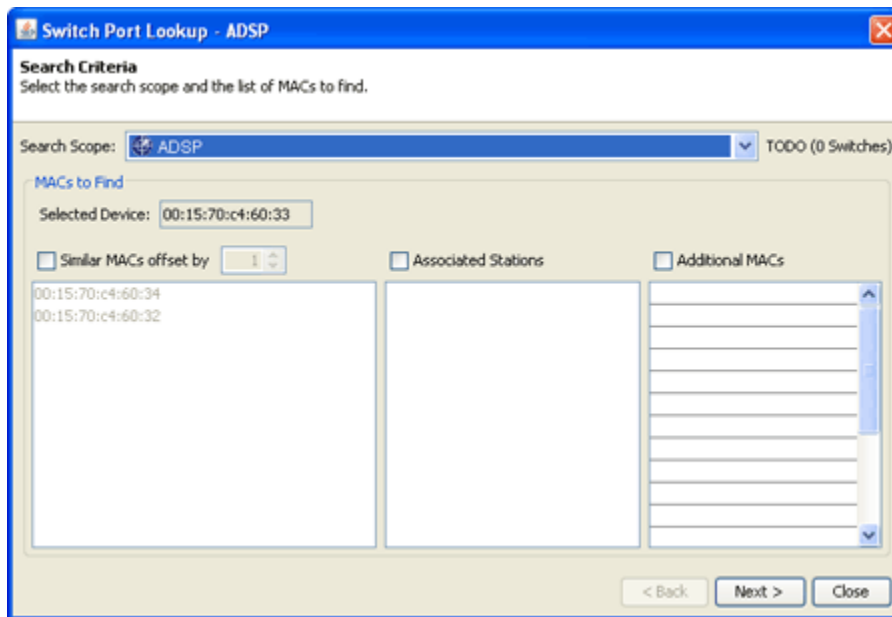 Switch Port Lookup - ADSP
Search Criteria
Select the search scope and the list of MACs to find.
Search Scope: ADSP TODO (0 Switches)
MACs to Find
Selected Device: 00:15:70:c4:60:33
Similar MACs offset by 1 Associated Stations Additional MACs
00:15:70:c4:60:34
00:15:70:c4:60:32
< Back Next > Close